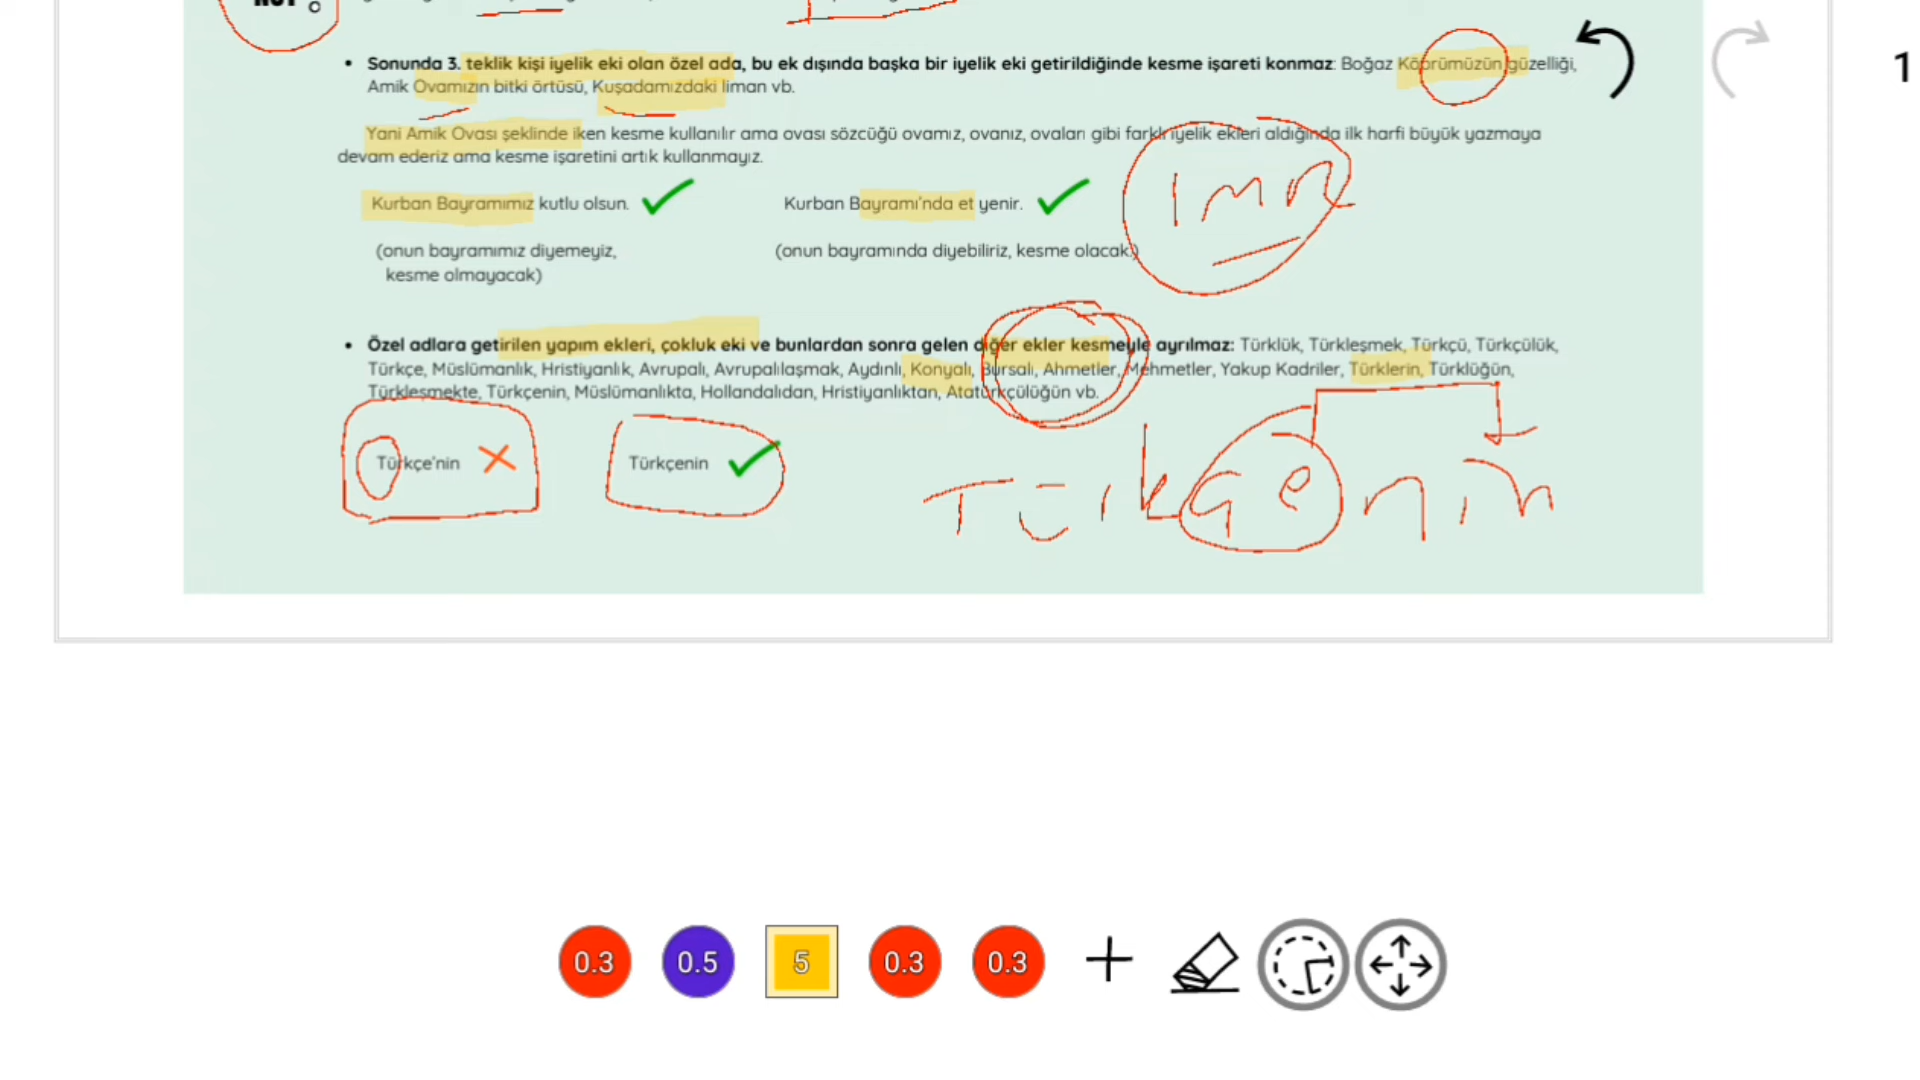 • Sonunda 3. teklik kişi iyelik eki olan özel ada, bu ek dışında başka bir iyelik eki getirildiğinde kesme işareti konmaz: Boğaz Köprümüzün güzelliği,
Amik Ovamızın bitki örtüsü, Kuşadamızdaki liman vb.
Yani Amik Ovası şeklinde iken kesme kullanılır ama ovası sözcüğü ovamız, ovanız, ovaları gibi farklı iyelik ekleri aldığında ilk harfi büyük yazmaya
devam ederiz ama kesme işaretini artık kullanmayız.
Kurban Bayramımız kutlu olsun. Kurban Bayramı'nda et yenir.
(onun bayramımız diyemeyiz, (onun bayramında diyebiliriz, kesme olacak.)
kesme olmayacak)
• Özel adlara getirilen yapım ekleri, çokluk eki ve bunlardan sonra gelen diğer ekler kesmeyle ayrılmaz: Türklük, Türkleşmek, Türkçü, Türkçülük,
Türkçe, Müslümanlık, Hristiyanlık, Avrupalı, Avrupalılaşmak, Aydınlı, Konyalı, Bursalı, Ahmetler, Mehmetler, Yakup Kadriler, Türklerin, Türklüğün,
Türkleşmekte, Türkçenin, Müslümanlıkta, Hollandalıdan, Hristiyanlıktan, Atatürkçülüğün vb.
Türkçe'nin Türkçenin Türkçenin
0.3 0.5 5 0.3 0.3
1